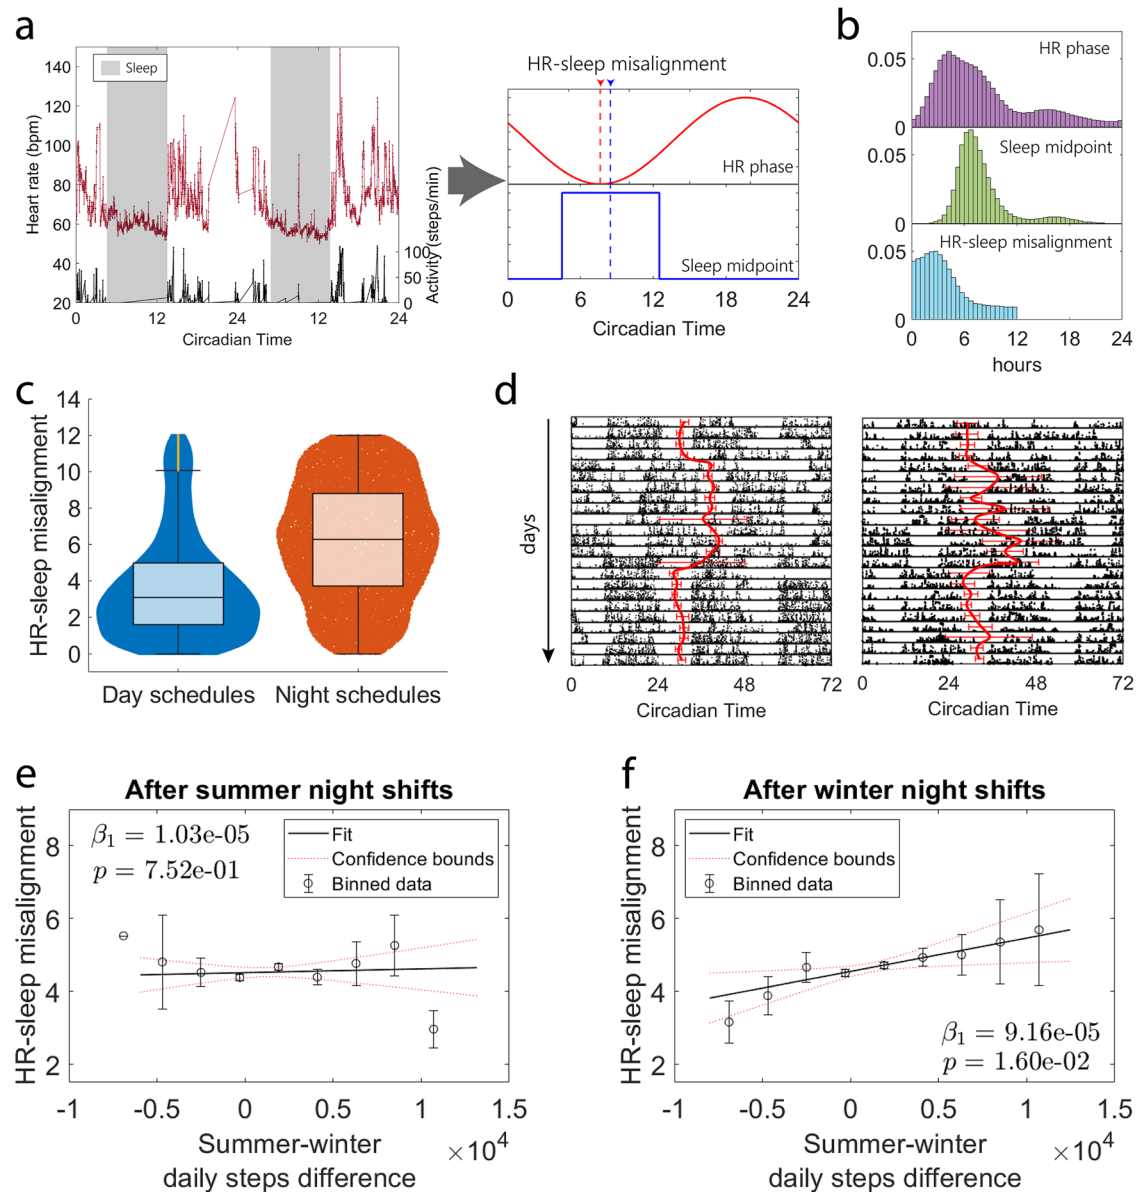 a
Heart rate (bpm)
140
120
100
80
60
40
20
Sleep
100
50
0
Activity (steps/min)
0 12 24 12 24
Circadian Time
HR-sleep misalignment
HR phase
Sleep midpoint
0 6 12 18 24
Circadian Time
b
0.05
0
HR phase
0.05
0
Sleep midpoint
0.05
0
HR-sleep misalignment
0 6 12 18 24
hours
c
HR-sleep misalignment
14
12
10
8
6
4
2
0
Day schedules Night schedules
d
days
0 24 48 72
Circadian Time
0 24 48 72
Circadian Time
e
After summer night shifts
HR-sleep misalignment
8
6
4
2
β1 = 1.03e-05
p = 7.52e-01
Fit
Confidence bounds
Binned data
-1 -0.5 0 0.5 1 1.5
×10^4
Summer-winter
daily steps difference
f
After winter night shifts
HR-sleep misalignment
8
6
4
2
Fit
Confidence bounds
Binned data
β1 = 9.16e-05
p = 1.60e-02
-1 -0.5 0 0.5 1 1.5
×10^4
Summer-winter
daily steps difference